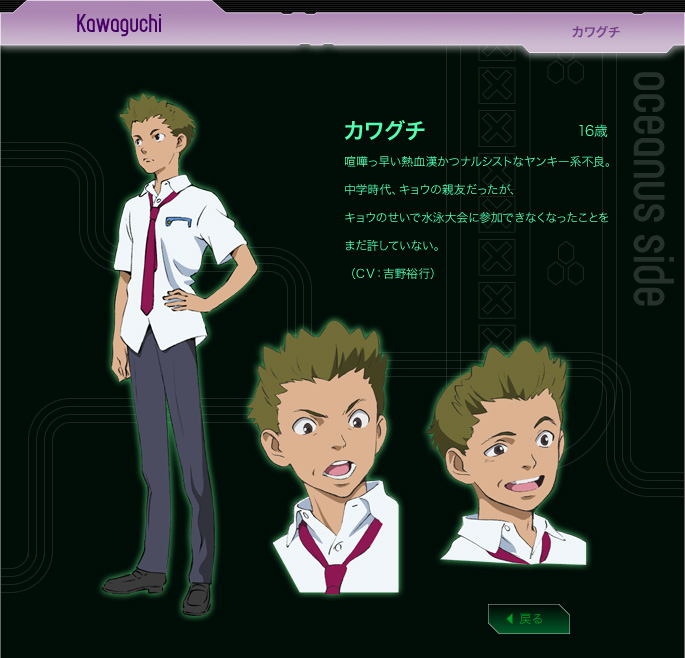 Kawaguchi
カワグチ
カワグチ 16歳
喧嘩っ早い熱血漢かつナルシストなヤンキー系不良。
中学時代、キョウの親友だったが、
キョウのせいで水泳大会に参加できなくなったことを
まだ許していない。
（CV：吉野裕行）
oceanus side
戻る